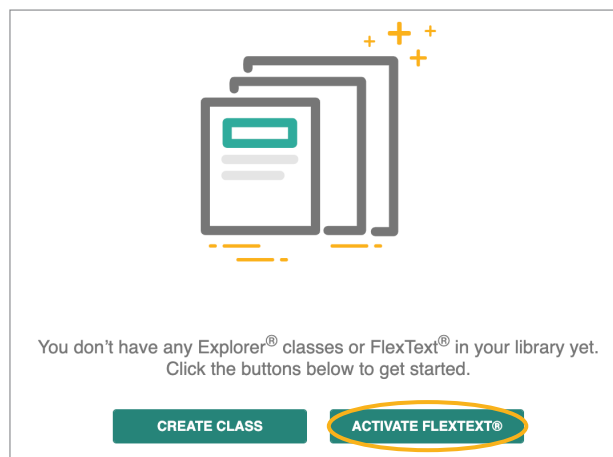 You don’t have any Explorer® classes or FlexText® in your library yet.
Click the buttons below to get started.
CREATE CLASS
ACTIVATE FLEXTEXT®